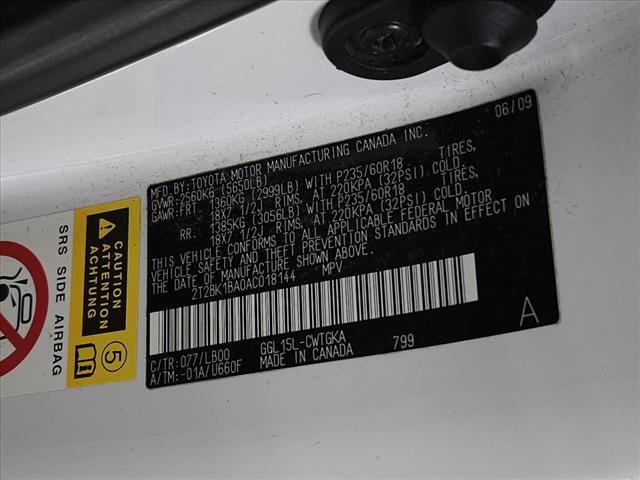 06/09
MFD.BY:TOYOTA MOTOR MANUFACTURING CANADA INC.
GVWR:2560KG (5650LB)
GAWR:FRT 1360KG (2999LB) WITH P235/60R18 TIRES,
18X7 1/2J RIMS, AT 220KPA (32PSI) COLD.
RR. 1385KG (3056LB) WITH P235/60R18 TIRES,
18X7 1/2J RIMS, AT 220KPA (32PSI) COLD.
THIS VEHICLE CONFORMS TO ALL APPLICABLE FEDERAL MOTOR
VEHICLE SAFETY AND THEFT PREVENTION STANDARDS IN EFFECT ON
THE DATE OF MANUFACTURE SHOWN ABOVE.
2T2BK1BA0AC018144 MPV
C/TR:077/LB00 GGL15L-CWTGKA 799
A/TM:-01A/U660F MADE IN CANADA
A
CAUTION
ATTENTION
ACHTUNG
SRS SIDE AIRBAG
5